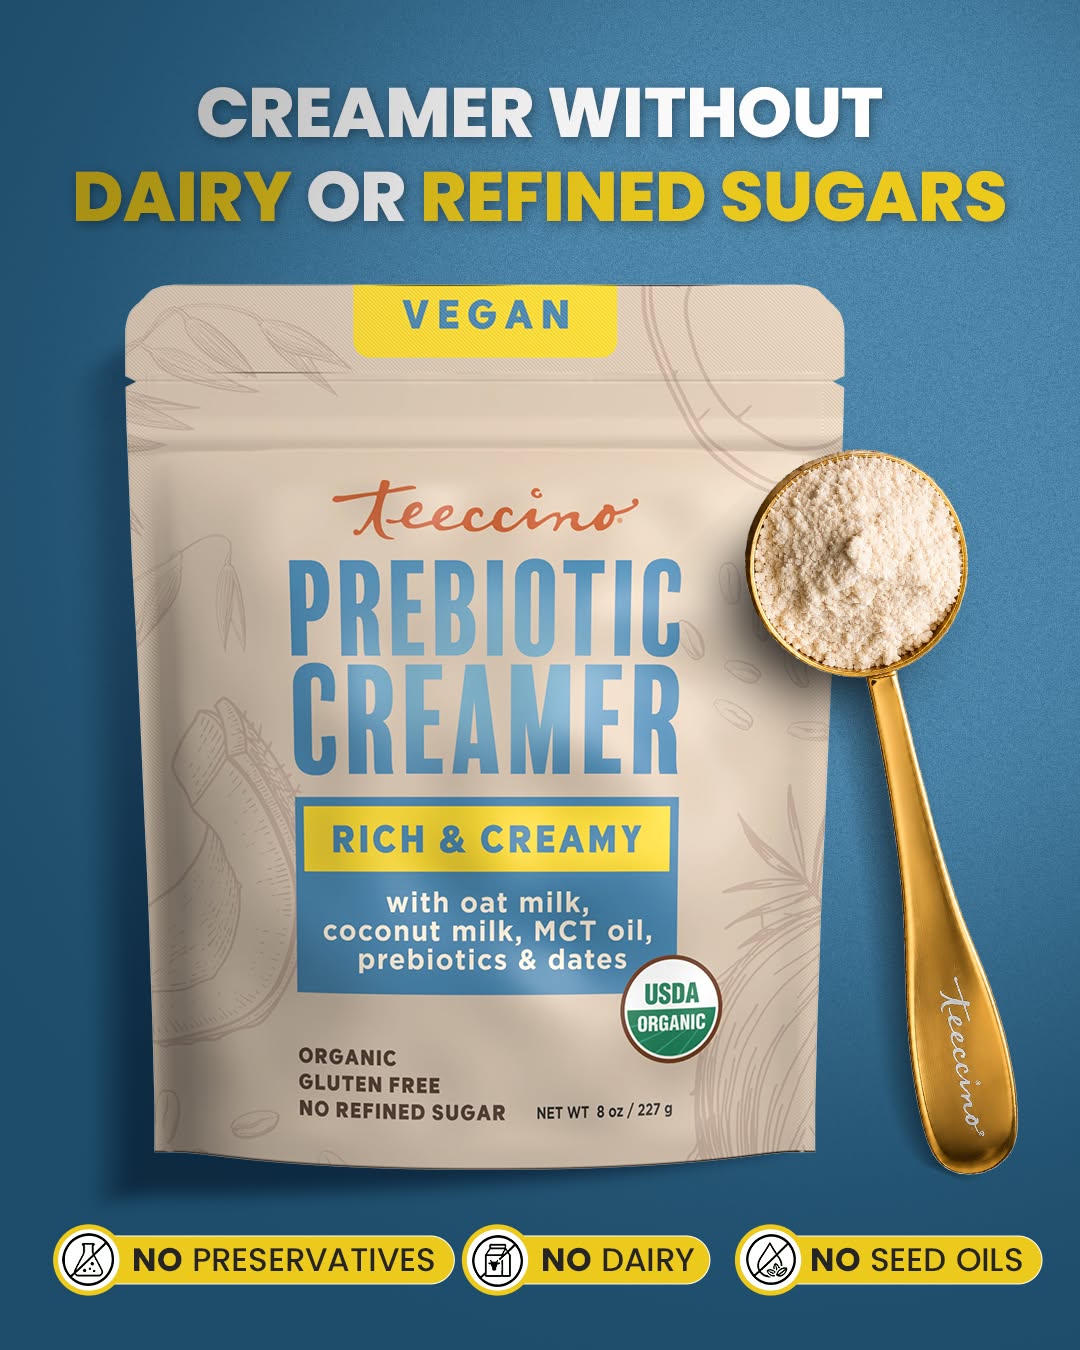 CREAMER WITHOUT
DAIRY OR REFINED SUGARS
VEGAN
teeccino
PREBIOTIC
CREAMER
RICH & CREAMY
with oat milk,
coconut milk, MCT oil,
prebiotics & dates
USDA
ORGANIC
ORGANIC
GLUTEN FREE
NO REFINED SUGAR
NET WT 8 oz / 227 g
teeccino
NO PRESERVATIVES
NO DAIRY
NO SEED OILS